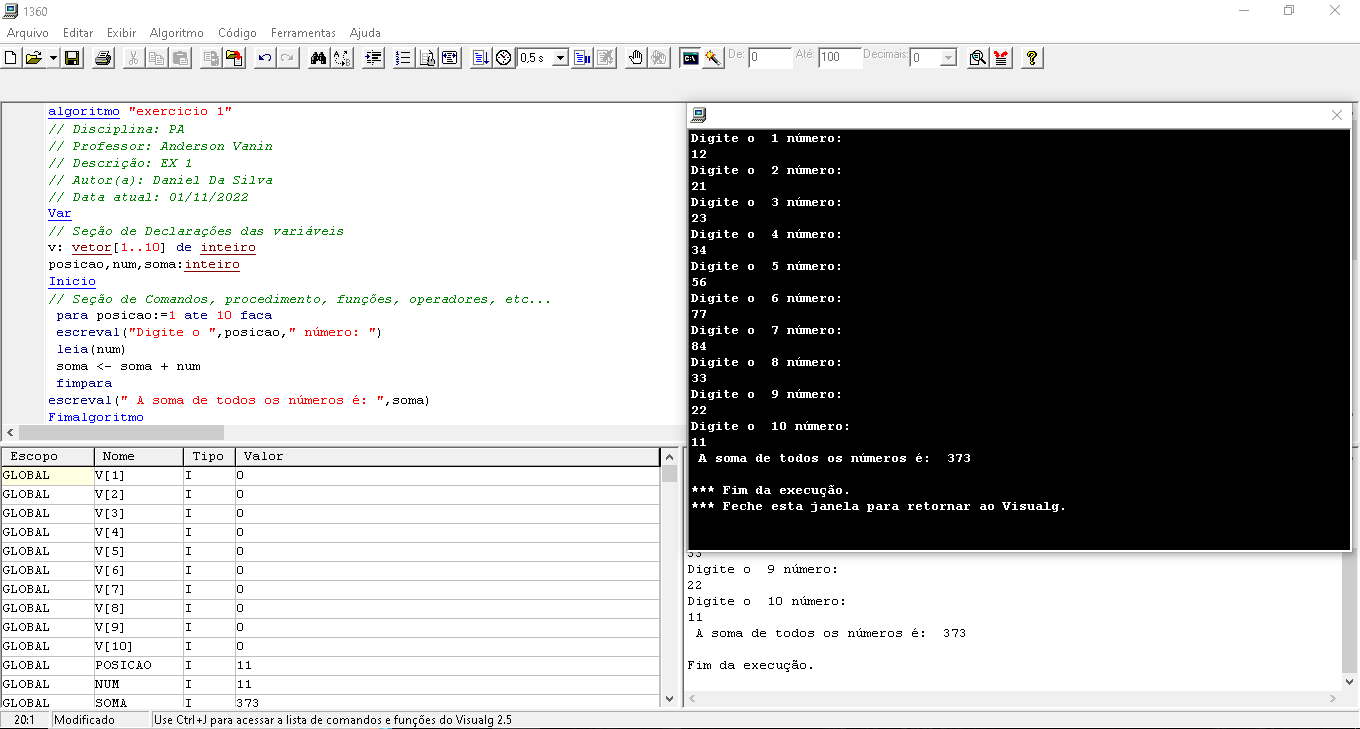 1360
Arquivo Editar Exibir Algoritmo Código Ferramentas Ajuda
0,5 s De: 0 Até: 100 Decimais: 0
algoritmo "exercicio 1"
// Disciplina: PA
// Professor: Anderson Vanin
// Descrição: EX 1
// Autor(a): Daniel Da Silva
// Data atual: 01/11/2022
Var
// Seção de Declarações das variáveis
v: vetor[1..10] de inteiro
posicao,num,soma:inteiro
Inicio
// Seção de Comandos, procedimento, funções, operadores, etc...
para posicao:=1 ate 10 faca
escreval("Digite o ",posicao," número: ")
leia(num)
soma <- soma + num
fimpara
escreval(" A soma de todos os números é: ",soma)
Fimalgoritmo
Digite o  1 número:
12
Digite o  2 número:
21
Digite o  3 número:
23
Digite o  4 número:
34
Digite o  5 número:
56
Digite o  6 número:
77
Digite o  7 número:
84
Digite o  8 número:
33
Digite o  9 número:
22
Digite o  10 número:
11
A soma de todos os números é:  373
*** Fim da execução.
*** Feche esta janela para retornar ao Visualg.
Escopo Nome Tipo Valor
GLOBAL V[1] I 0
GLOBAL V[2] I 0
GLOBAL V[3] I 0
GLOBAL V[4] I 0
GLOBAL V[5] I 0
GLOBAL V[6] I 0
GLOBAL V[7] I 0
GLOBAL V[8] I 0
GLOBAL V[9] I 0
GLOBAL V[10] I 0
GLOBAL POSICAO I 11
GLOBAL NUM I 11
GLOBAL SOMA I 373
33
Digite o  9 número:
22
Digite o  10 número:
11
A soma de todos os números é:  373
Fim da execução.
20:1 Modificado Use Ctrl+J para acessar a lista de comandos e funções do Visualg 2.5